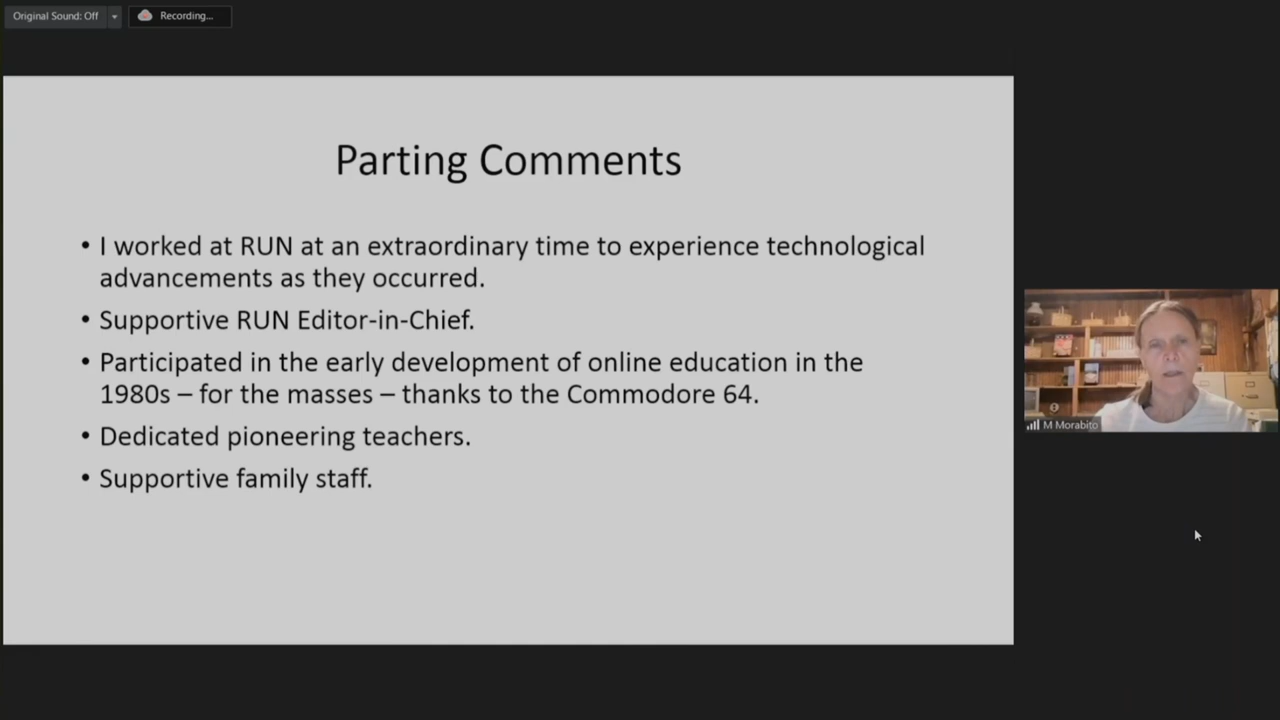 Original Sound: Off
Recording...
Parting Comments
• I worked at RUN at an extraordinary time to experience technological
advancements as they occurred.
• Supportive RUN Editor-in-Chief.
• Participated in the early development of online education in the
1980s – for the masses – thanks to the Commodore 64.
• Dedicated pioneering teachers.
• Supportive family staff.
M Morabito